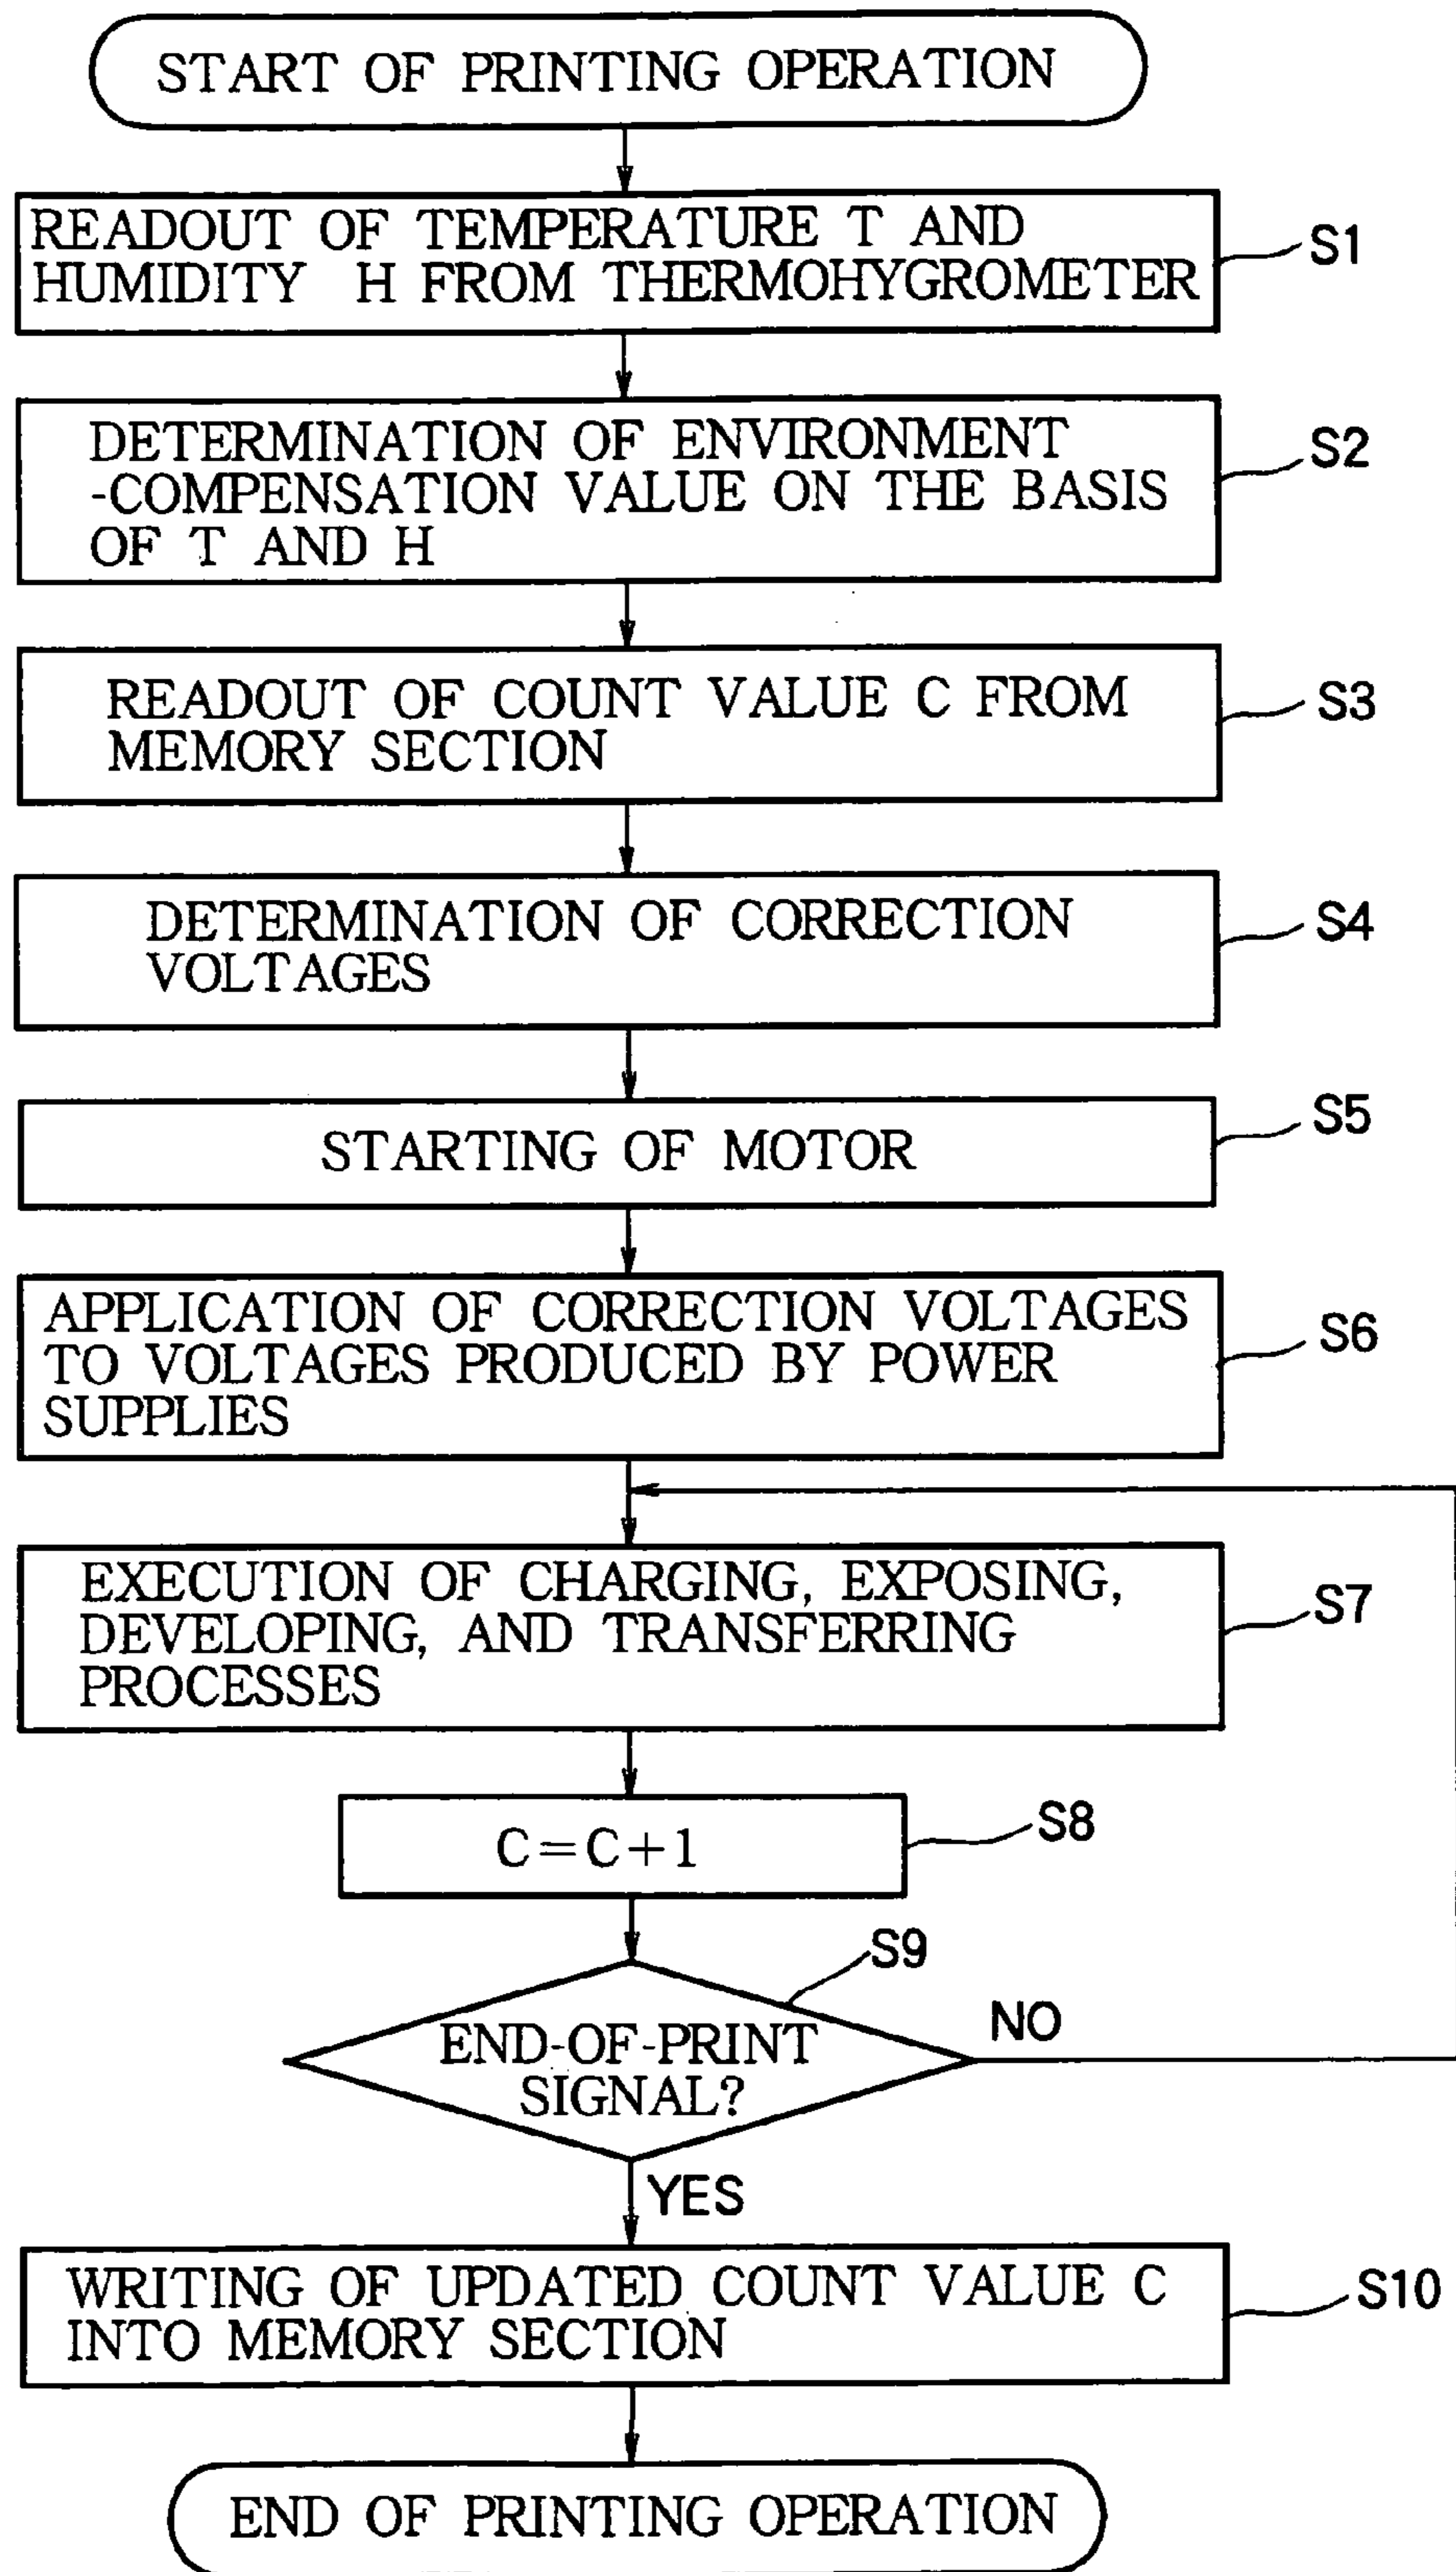 START OF PRINTING OPERATION
READOUT OF TEMPERATURE T AND
HUMIDITY H FROM THERMOHYGROMETER
S1
DETERMINATION OF ENVIRONMENT
-COMPENSATION VALUE ON THE BASIS
OF T AND H
S2
READOUT OF COUNT VALUE C FROM
MEMORY SECTION
S3
DETERMINATION OF CORRECTION
VOLTAGES
S4
STARTING OF MOTOR
S5
APPLICATION OF CORRECTION VOLTAGES
TO VOLTAGES PRODUCED BY POWER
SUPPLIES
S6
EXECUTION OF CHARGING, EXPOSING,
DEVELOPING, AND TRANSFERRING
PROCESSES
S7
C=C+1
S8
S9
END-OF-PRINT
SIGNAL?
NO
YES
WRITING OF UPDATED COUNT VALUE C
INTO MEMORY SECTION
S10
END OF PRINTING OPERATION